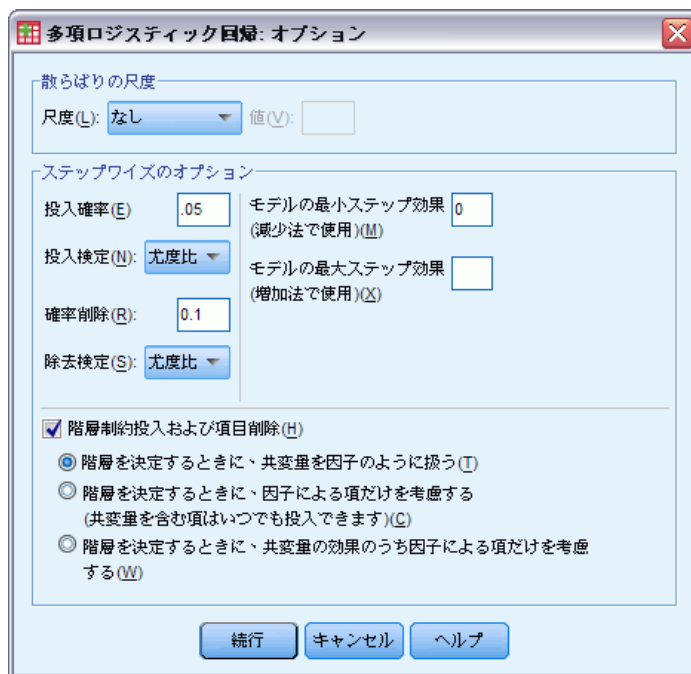 多項ロジスティック回帰: オプション
散らばりの尺度
尺度(L): なし 値(V):
ステップワイズのオプション
投入確率(E) .05
モデルの最小ステップ効果 0
(減少法で使用)(M)
投入検定(N): 尤度比
モデルの最大ステップ効果
(増加法で使用)(X)
確率削除(R): 0.1
除去検定(S): 尤度比
階層制約投入および項目削除(H)
階層を決定するときに、共変量を因子のように扱う(T)
階層を決定するときに、因子による項だけを考慮する
(共変量を含む項はいつでも投入できます)(C)
階層を決定するときに、共変量の効果のうち因子による項だけを考慮
する(W)
続行 キャンセル ヘルプ